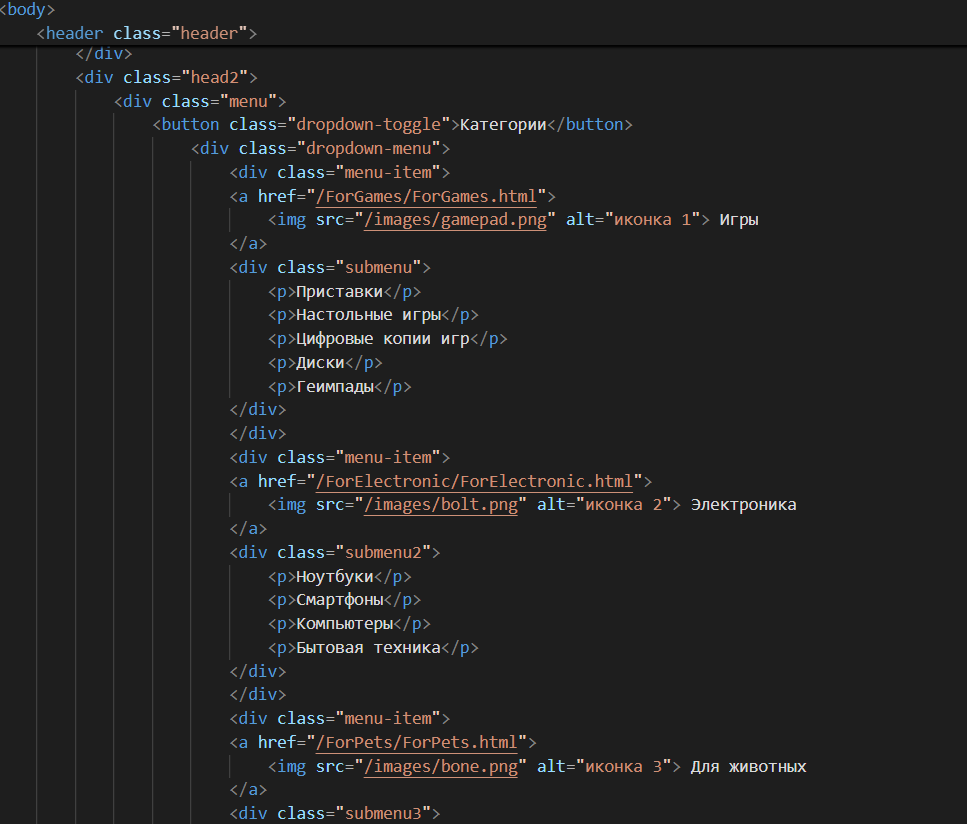 <body>
<header class="header">
</div>
<div class="head2">
<div class="menu">
<button class="dropdown-toggle">Категории</button>
<div class="dropdown-menu">
<div class="menu-item">
<a href="/ForGames/ForGames.html">
<img src="/images/gamepad.png" alt="иконка 1"> Игры
</a>
<div class="submenu">
<p>Приставки</p>
<p>Настольные игры</p>
<p>Цифровые копии игр</p>
<p>Диски</p>
<p>Геимпады</p>
</div>
</div>
<div class="menu-item">
<a href="/ForElectronic/ForElectronic.html">
<img src="/images/bolt.png" alt="иконка 2"> Электроника
</a>
<div class="submenu2">
<p>Ноутбуки</p>
<p>Смартфоны</p>
<p>Компьютеры</p>
<p>Бытовая техника</p>
</div>
</div>
<div class="menu-item">
<a href="/ForPets/ForPets.html">
<img src="/images/bone.png" alt="иконка 3"> Для животных
</a>
<div class="submenu3">